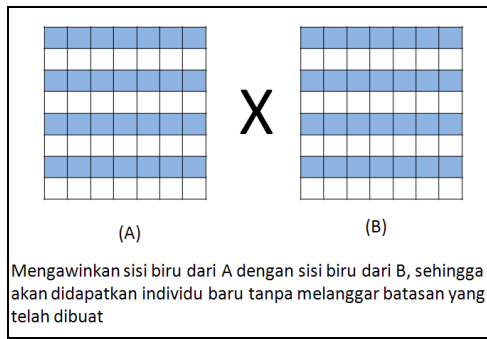 X
(A)
(B)
Mengawinkan sisi biru dari A dengan sisi biru dari B, sehingga
akan didapatkan individu baru tanpa melanggar batasan yang
telah dibuat